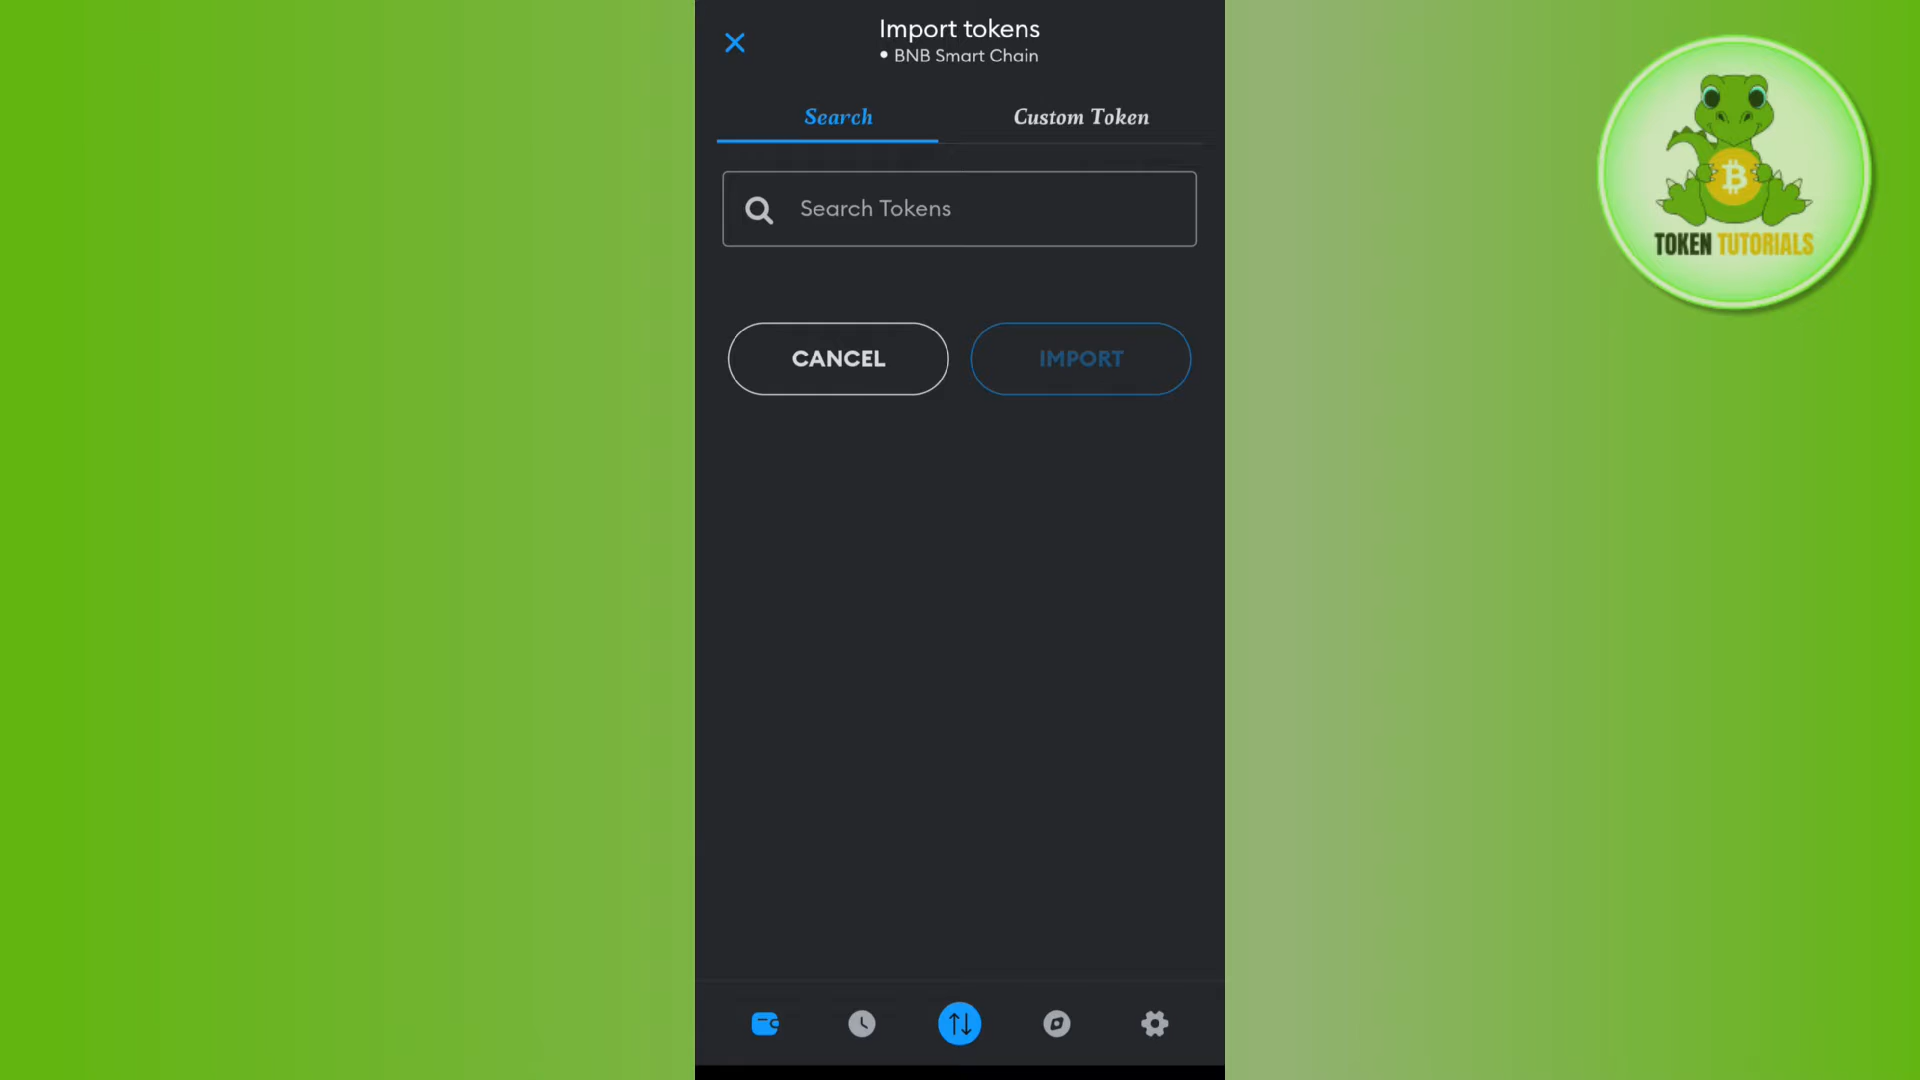 Import tokens
BNB Smart Chain
Search
Custom Token
Search Tokens
CANCEL
IMPORT
TOKEN TUTORIALS